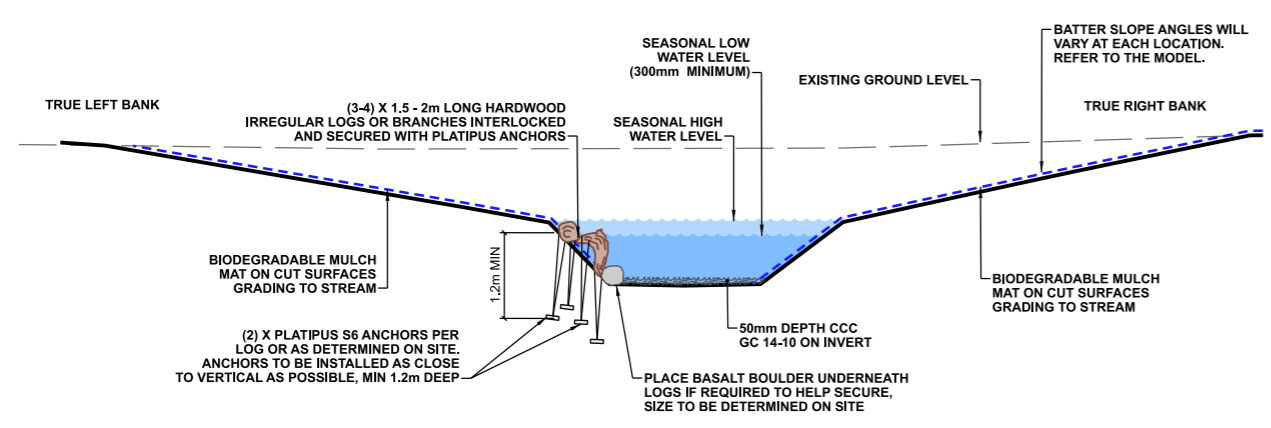 BATTER SLOPE ANGLES WILL
VARY AT EACH LOCATION.
REFER TO THE MODEL.
SEASONAL LOW
WATER LEVEL
(300mm MINIMUM)
EXISTING GROUND LEVEL
TRUE LEFT BANK
(3-4) X 1.5 - 2m LONG HARDWOOD
IRREGULAR LOGS OR BRANCHES INTERLOCKED
AND SECURED WITH PLATIPUS ANCHORS
SEASONAL HIGH
WATER LEVEL
TRUE RIGHT BANK
BIODEGRADABLE MULCH
MAT ON CUT SURFACES
GRADING TO STREAM
1.2m MIN
BIODEGRADABLE MULCH
MAT ON CUT SURFACES
GRADING TO STREAM
(2) X PLATIPUS S6 ANCHORS PER
LOG OR AS DETERMINED ON SITE.
ANCHORS TO BE INSTALLED AS CLOSE
TO VERTICAL AS POSSIBLE, MIN 1.2m DEEP
50mm DEPTH CCC
GC 14-10 ON INVERT
PLACE BASALT BOULDER UNDERNEATH
LOGS IF REQUIRED TO HELP SECURE,
SIZE TO BE DETERMINED ON SITE